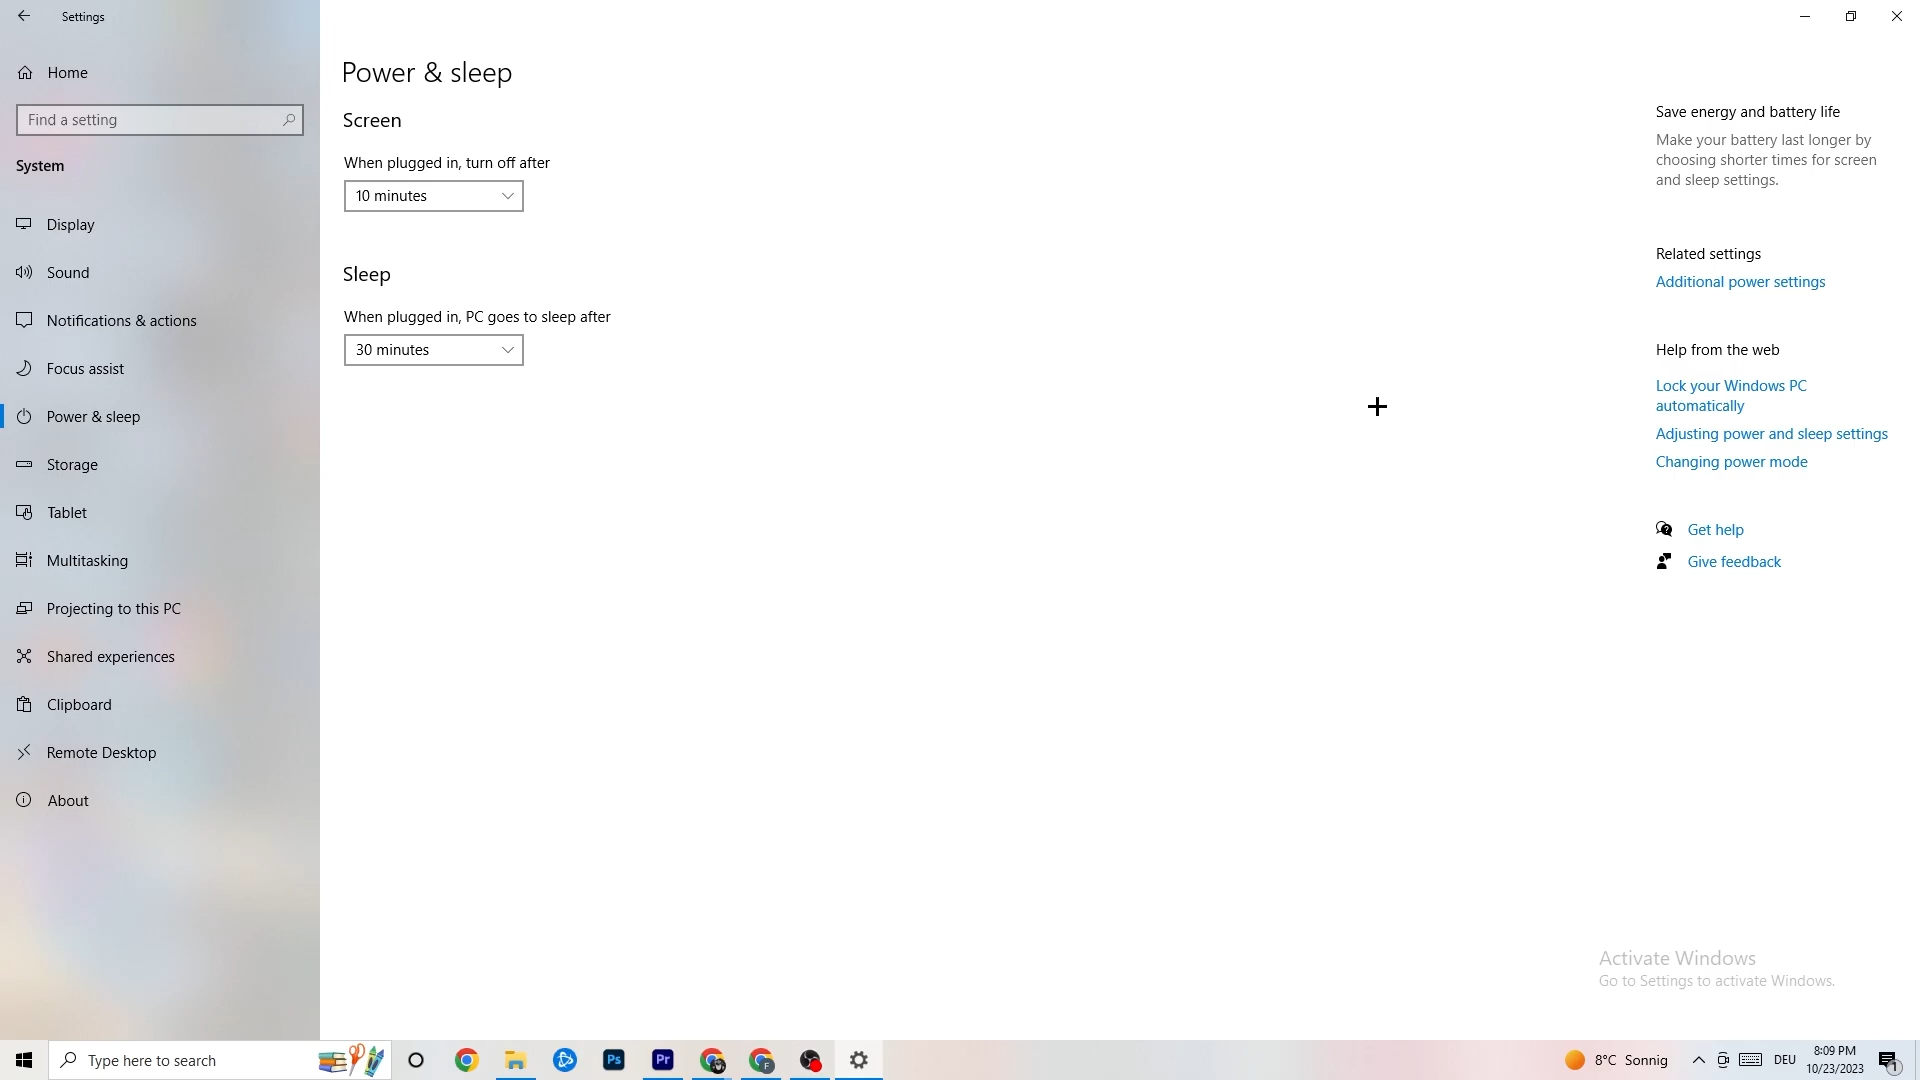 Settings
Home
Find a setting
System
Display
Sound
Notifications & actions
Focus assist
Power & sleep
Storage
Tablet
Multitasking
Projecting to this PC
Shared experiences
Clipboard
Remote Desktop
About
Power & sleep
Screen
When plugged in, turn off after
10 minutes
Sleep
When plugged in, PC goes to sleep after
30 minutes
Save energy and battery life
Make your battery last longer by
choosing shorter times for screen
and sleep settings.
Related settings
Additional power settings
Help from the web
Lock your Windows PC
automatically
Adjusting power and sleep settings
Changing power mode
Get help
Give feedback
Activate Windows
Go to Settings to activate Windows.
Type here to search
Ps
Pr
F
8°C Sonnig
DEU
8:09 PM
10/23/2023
1